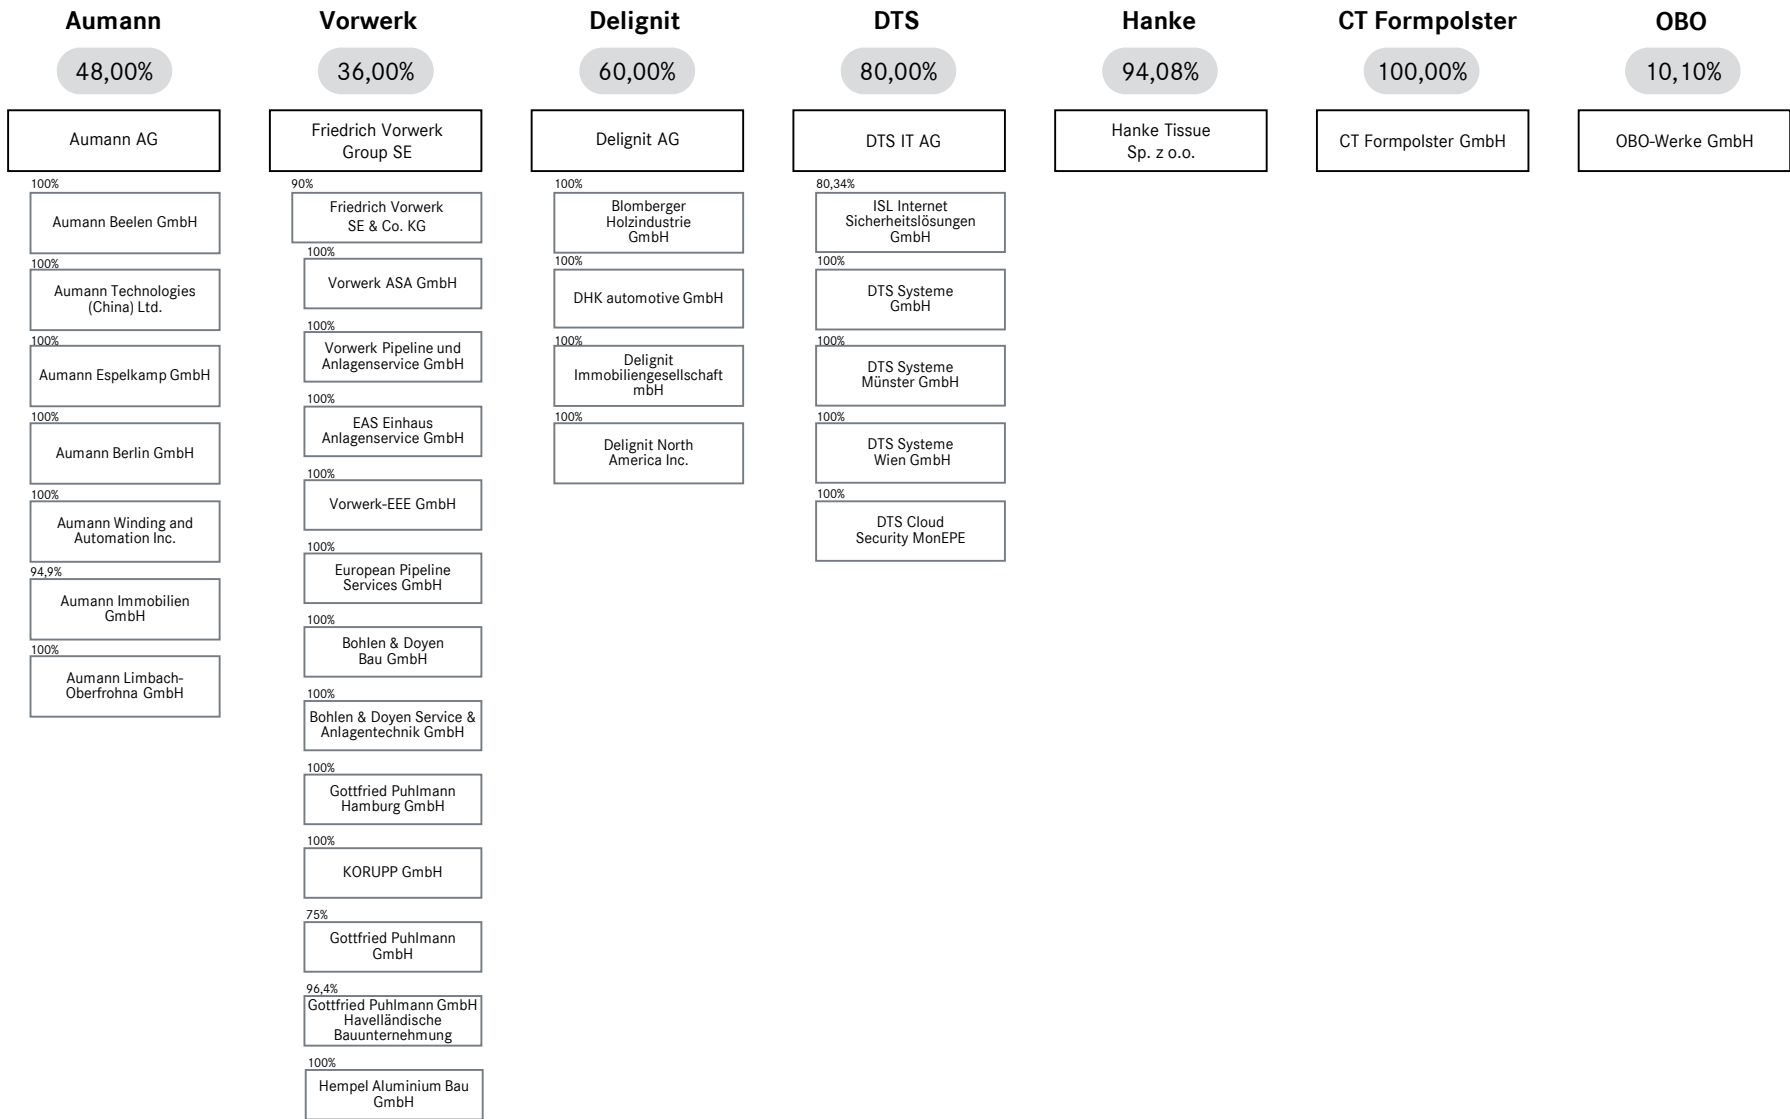 Aumann
48,00%
Aumann AG
100%
Aumann Beelen GmbH
100%
Aumann Technologies
(China) Ltd.
100%
Aumann Espelkamp GmbH
100%
Aumann Berlin GmbH
100%
Aumann Winding and
Automation Inc.
94,9%
Aumann Immobilien
GmbH
100%
Aumann Limbach-
Oberfrohna GmbH
Vorwerk
36,00%
Friedrich Vorwerk
Group SE
90%
Friedrich Vorwerk
SE & Co. KG
100%
Vorwerk ASA GmbH
100%
Vorwerk Pipeline und
Anlagenservice GmbH
100%
EAS Einhaus
Anlagenservice GmbH
100%
Vorwerk-EEE GmbH
100%
European Pipeline
Services GmbH
100%
Bohlen & Doyen
Bau GmbH
100%
Bohlen & Doyen Service &
Anlagentechnik GmbH
100%
Gottfried Puhlmann
Hamburg GmbH
100%
KORUPP GmbH
75%
Gottfried Puhlmann
GmbH
96,4%
Gottfried Puhlmann GmbH
Havelländische
Bauunternehmung
100%
Hempel Aluminium Bau
GmbH
Delignit
60,00%
Delignit AG
100%
Blomberger
Holzindustrie
GmbH
100%
DHK automotive GmbH
100%
Delignit
Immobiliengesellschaft
mbH
100%
Delignit North
America Inc.
DTS
80,00%
DTS IT AG
80,34%
ISL Internet
Sicherheitslösungen
GmbH
100%
DTS Systeme
GmbH
100%
DTS Systeme
Münster GmbH
100%
DTS Systeme
Wien GmbH
100%
DTS Cloud
Security MonEPE
Hanke
94,08%
Hanke Tissue
Sp. z o.o.
CT Formpolster
100,00%
CT Formpolster GmbH
OBO
10,10%
OBO-Werke GmbH